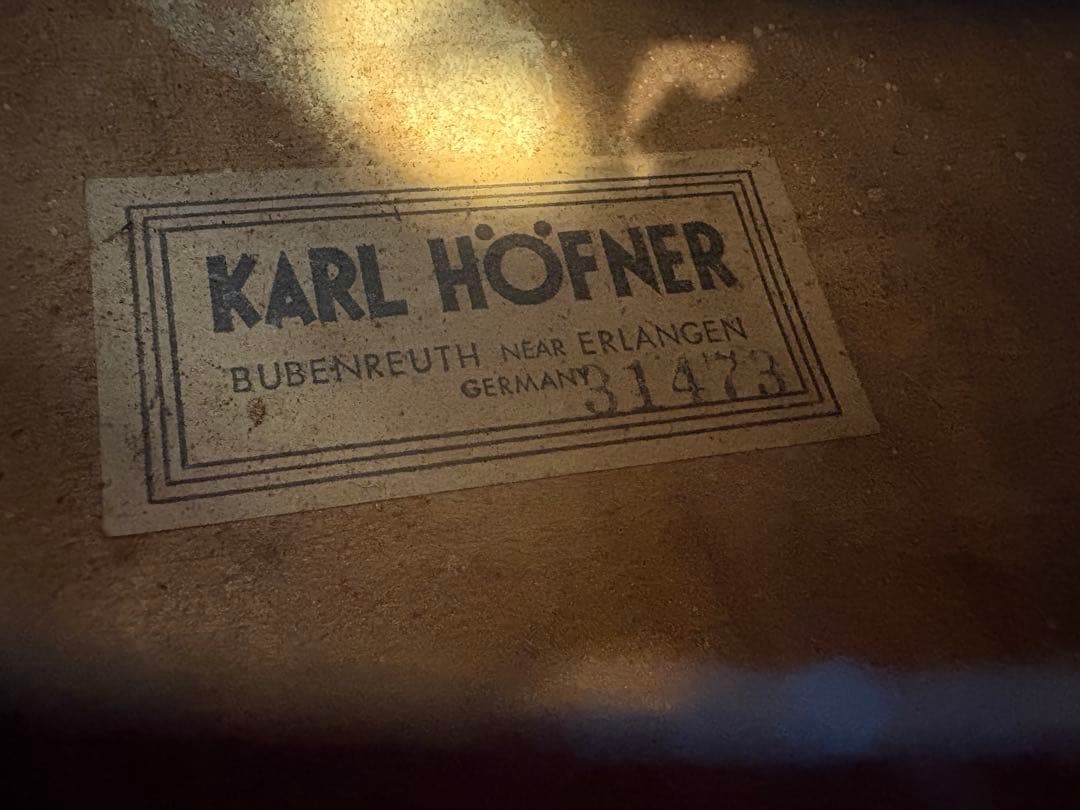 KARL HÖFNER
BUBENREUTH NEAR ERLANGEN
GERMANY 31473